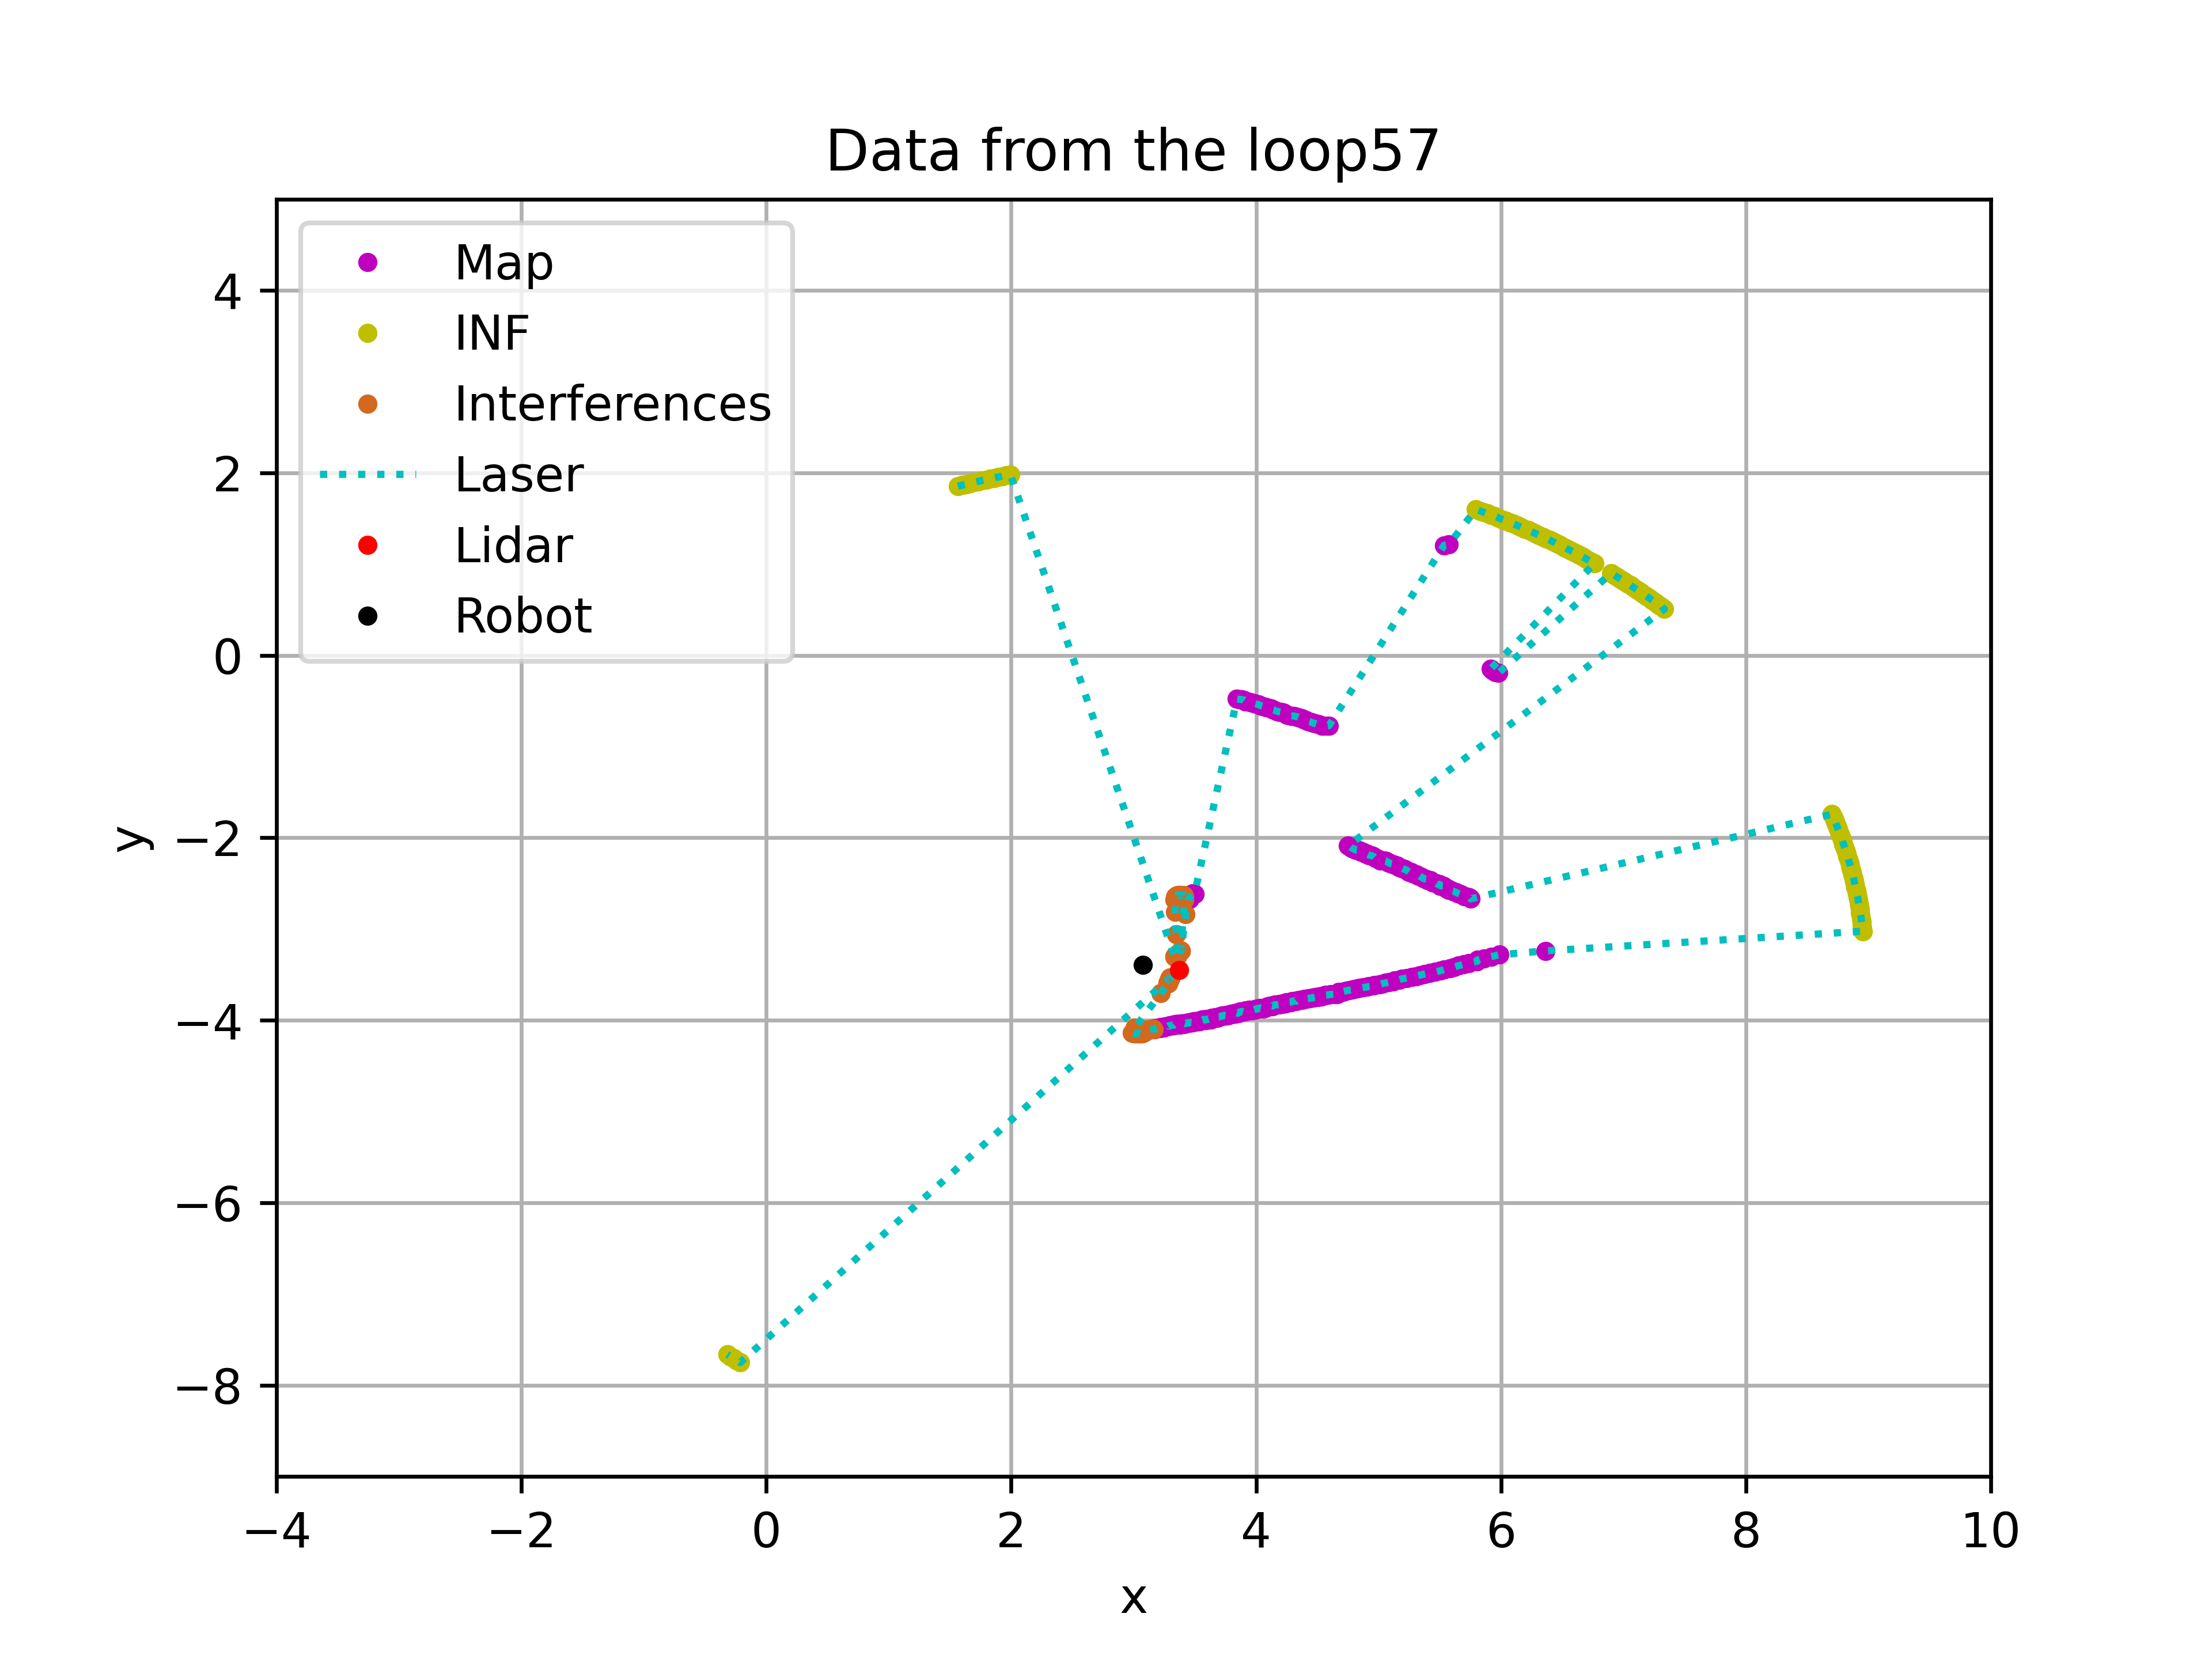 Data from the loop57
Map
INF
Interferences
Laser
Lidar
Robot
4
2
0
−2
−4
−6
−8
y
−4
−2
0
2
4
6
8
10
x